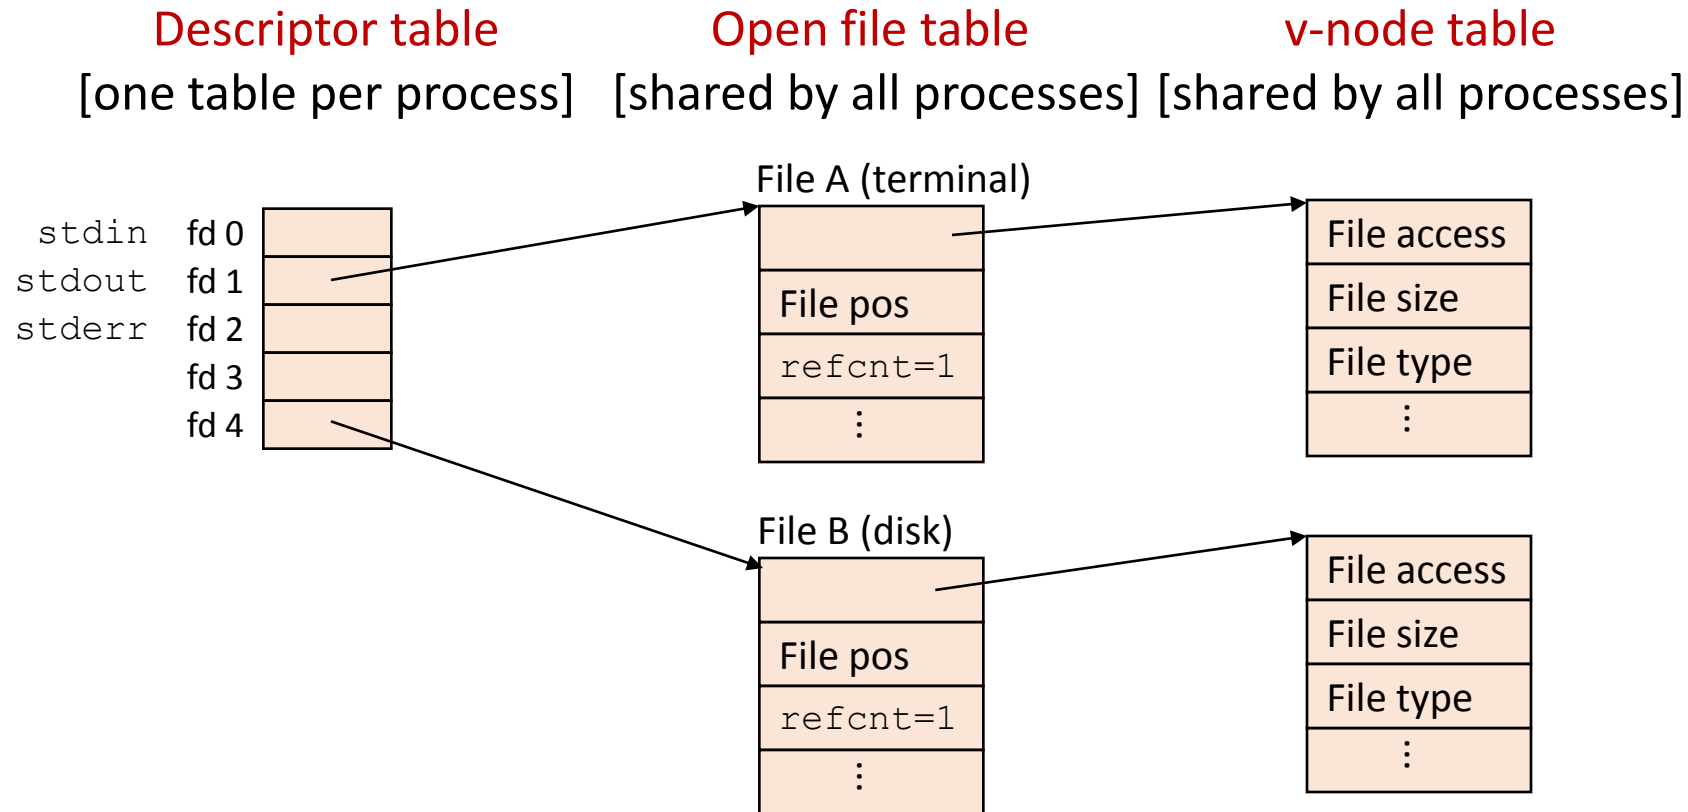 Descriptor table
[one table per process]
Open file table
[shared by all processes]
v-node table
[shared by all processes]
stdin fd 0
stdout fd 1
stderr fd 2
fd 3
fd 4
File A (terminal)
File pos
refcnt=1
⋮
File access
File size
File type
⋮
File B (disk)
File pos
refcnt=1
⋮
File access
File size
File type
⋮